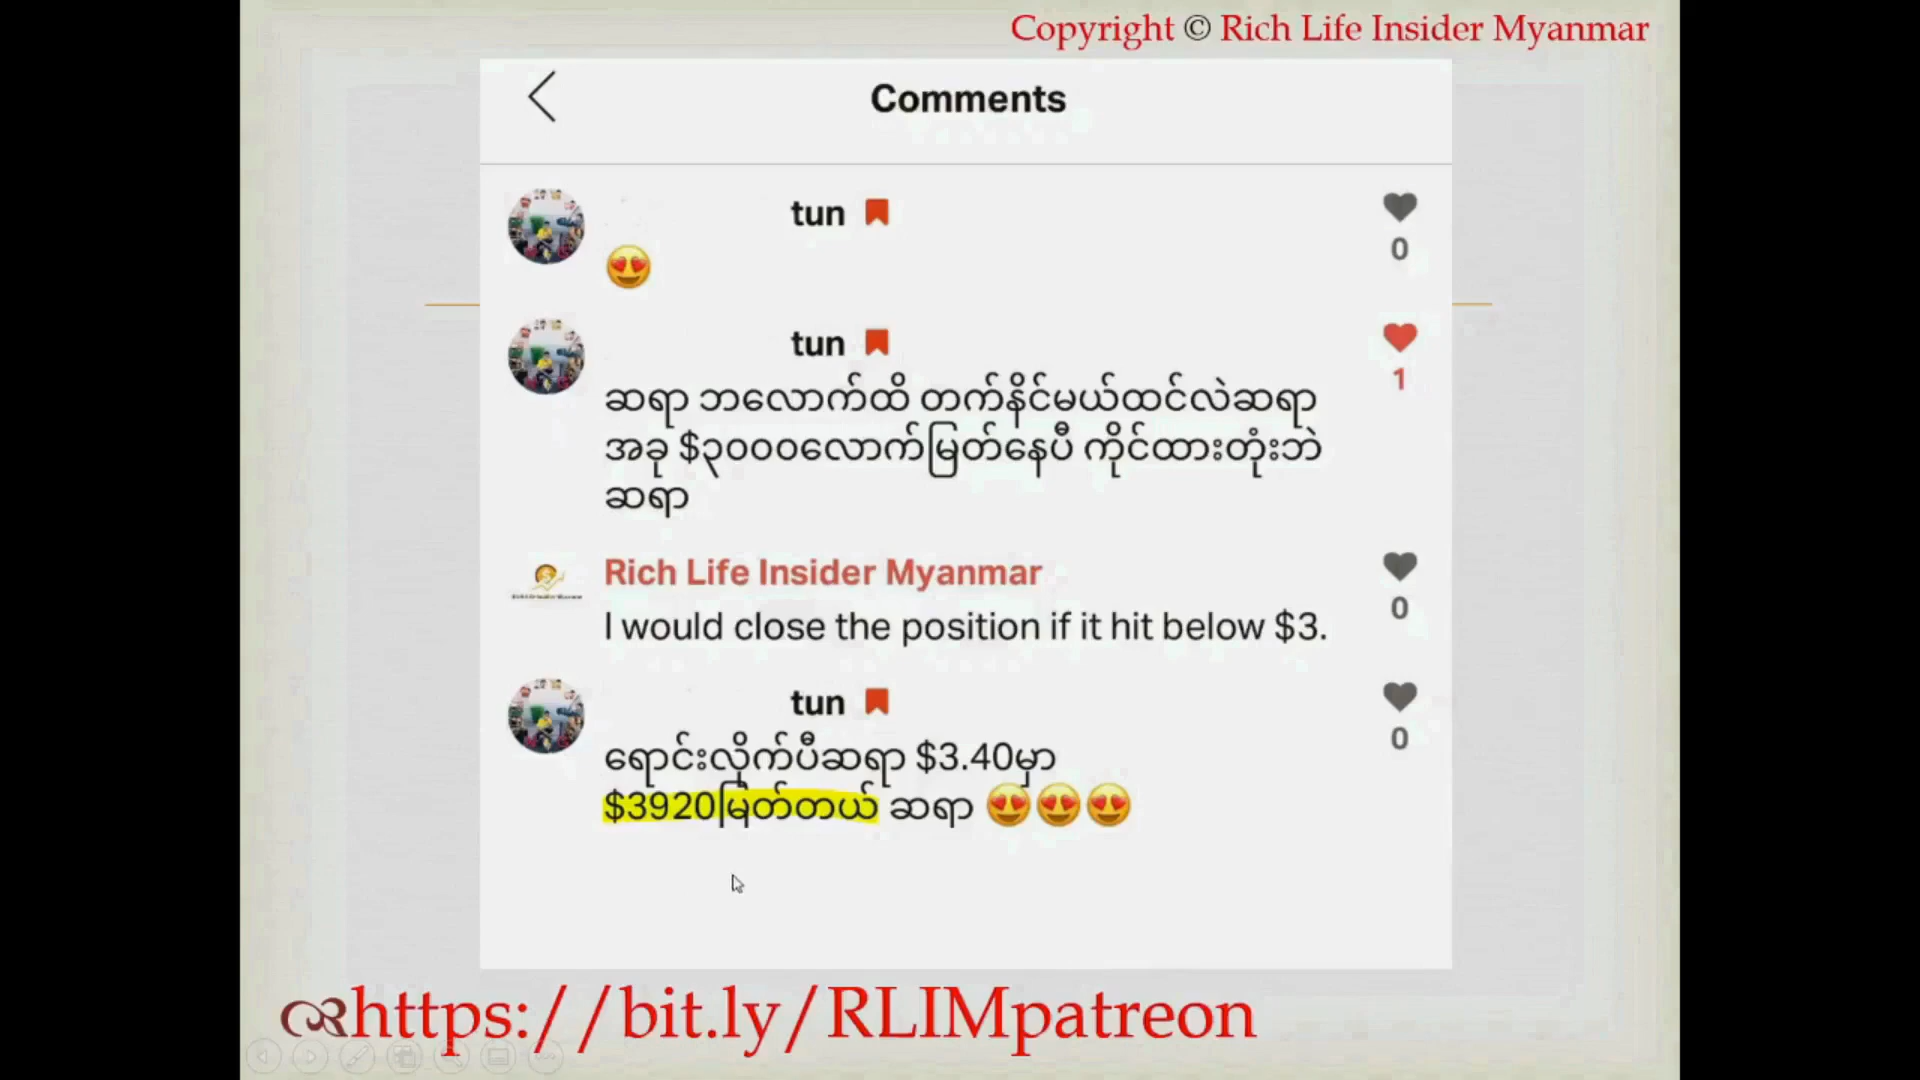 Copyright © Rich Life Insider Myanmar
Comments
tun
0
😍
tun
ဆရာ ဘလောက်ထိ တက်နိုင်မယ်ထင်လဲဆရာ
1
အခု $၃၀၀၀လောက်မြတ်နေပီ ကိုင်ထားတုံးဘဲ
ဆရာ
Rich Life Insider Myanmar
I would close the position if it hit below $3.
0
tun
ရောင်းလိုက်ပီဆရာ $3.40မှာ
0
$3920မြတ်တယ် ဆရာ 😍😍😍
https://bit.ly/RLIMpatreon